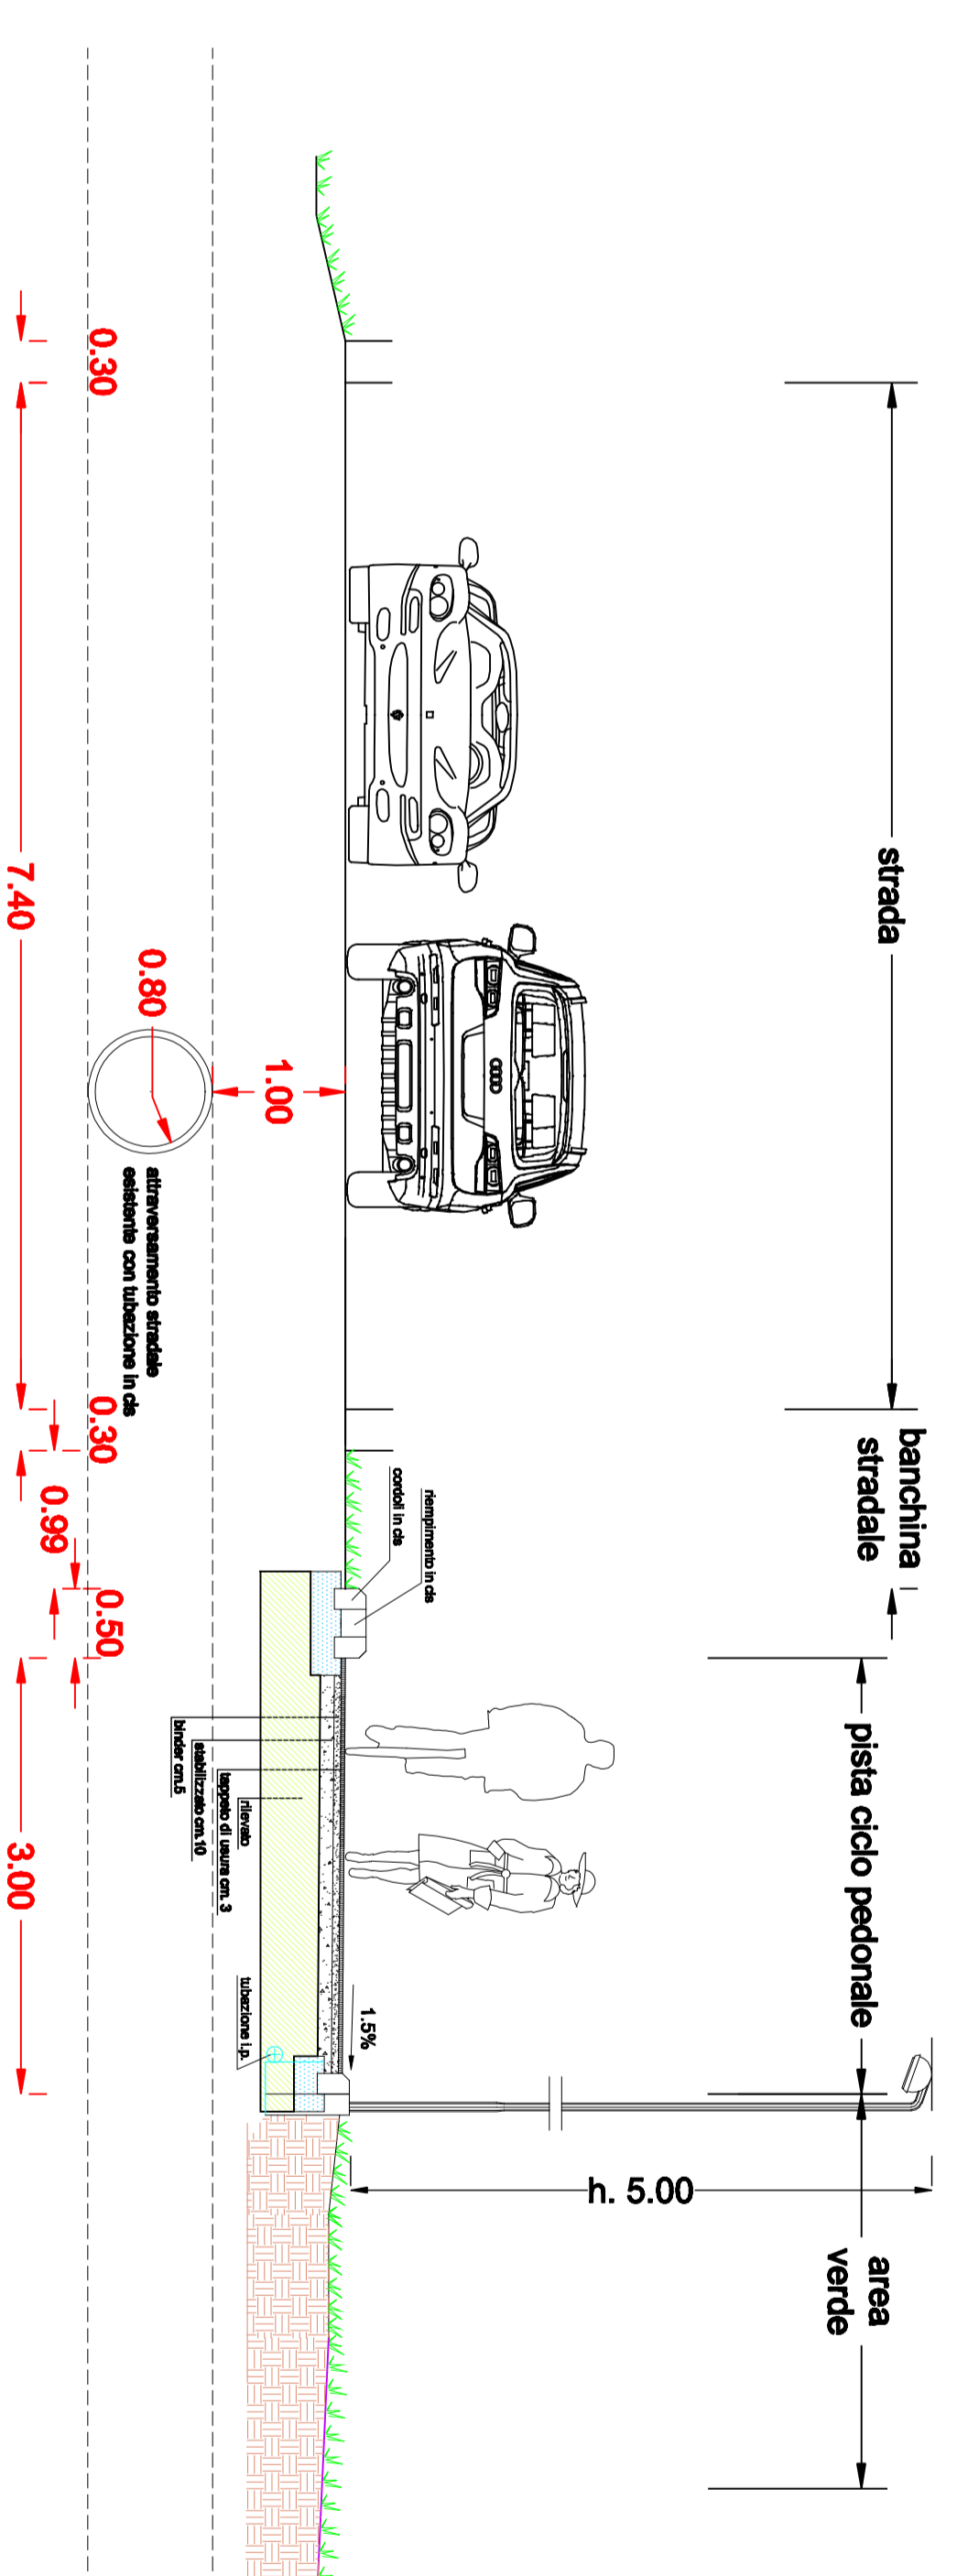 strada
banchina
stradale
pista ciclo pedonale
area
verde
h. 5.00
riempimento in cls
cordoli in cls
1.5%
1.00
0.80
attraversamento stradale
esistente con tubazione in cls
rilevato
tappeto di usura cm. 3
stabilizzato cm.10
binder cm.5
tubazione i.p.
0.30
0.30
0.50
0.99
7.40
3.00